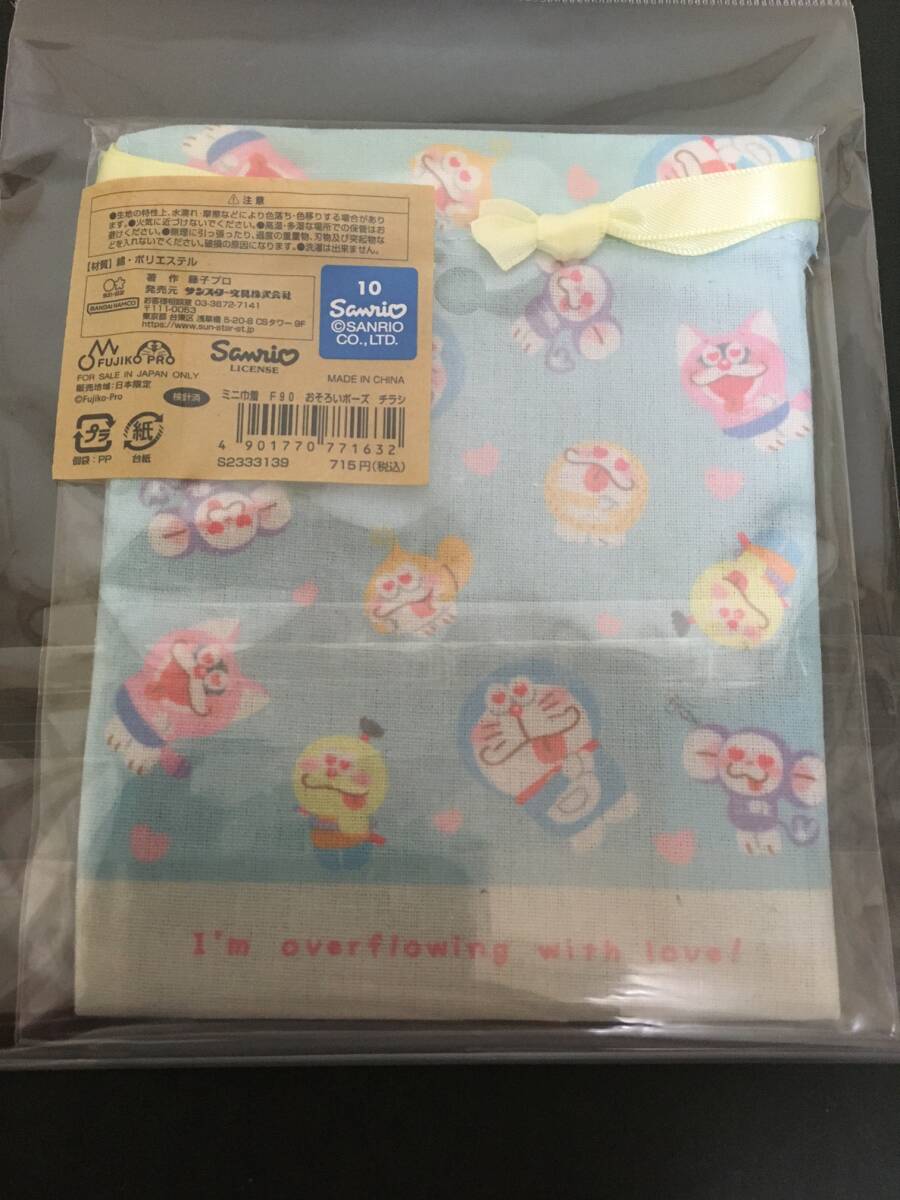 ⚠注意
●生地の特性上、水濡れ・摩擦などにより色落ち・色移りする場合があり
ます。●火気に近づけないでください。●高温・多湿な場所での保管はお
避けください。●無理に引っ張ったり、過度の重量物、刃物及び突起物な
どを入れないでください。破損の原因になります。●洗濯は出来ません。
【材質】綿・ポリエステル
著 作 藤子プロ
発売元 サンスター文具株式会社
お客様相談室 03-3872-7141
〒111-0053
東京都 台東区 浅草橋 5-20-8 CSタワー 9F
https://www.sun-star-st.jp
BANDAI NAMCO
10
Sanrio
©SANRIO
CO., LTD.
FUJIKO PRO
Sanrio
LICENSE
FOR SALE IN JAPAN ONLY
販売地域:日本限定
©Fujiko-Pro
検針済
MADE IN CHINA
ミニ巾着 F90 おそろいポーズ チラシ
4 901770 771632
S2333139
715円(税込)
プラ
個袋:PP
紙
台紙
I'm overflowing with love!